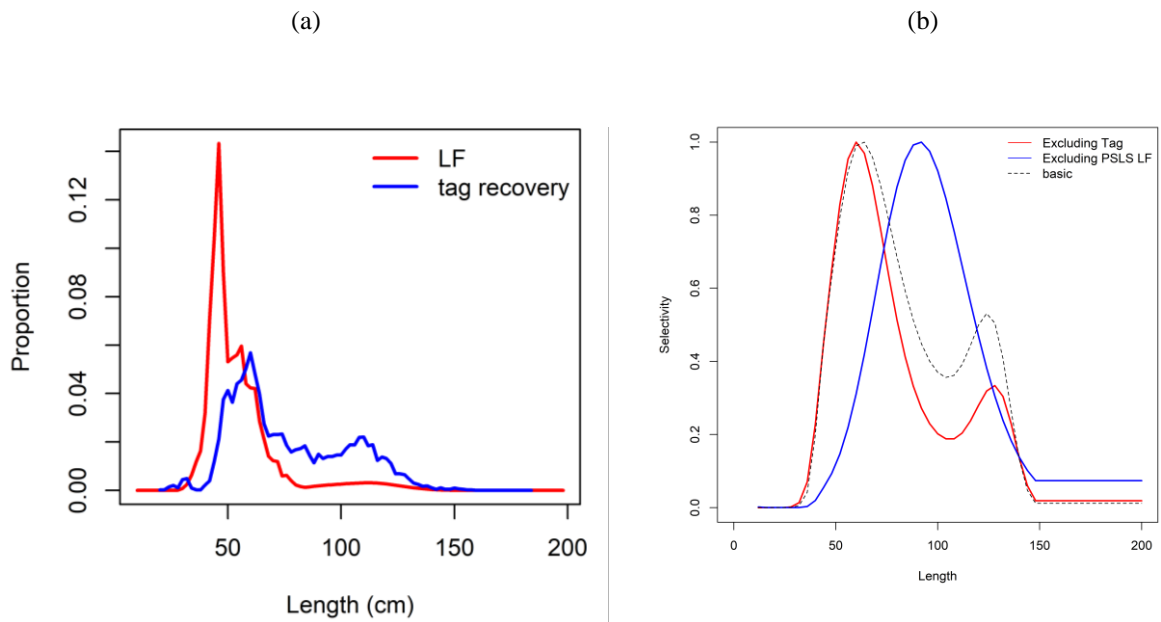 (a)
(b)
LF
tag recovery
Proportion
0.12
0.08
0.04
0.00
50
100
150
200
Length (cm)
Excluding Tag
Excluding PSLS LF
basic
Selectivity
1.0
0.8
0.6
0.4
0.2
0.0
0
50
100
150
200
Length